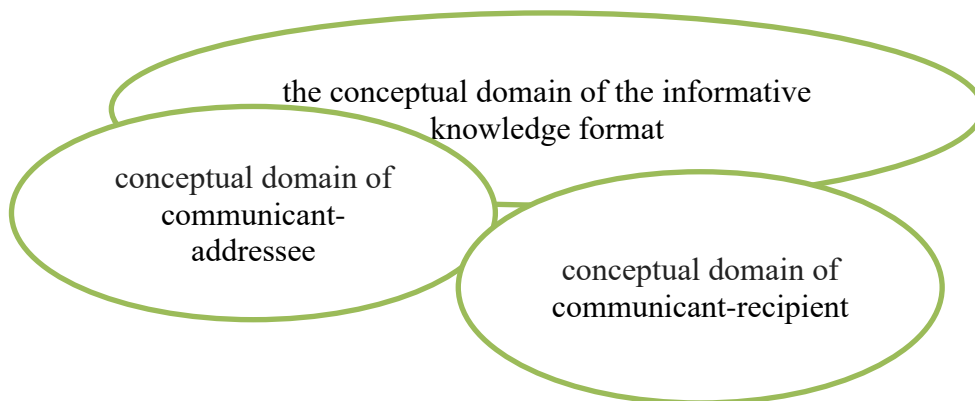 the conceptual domain of the informative
knowledge format
conceptual domain of
communicant-
addressee
conceptual domain of
communicant-recipient